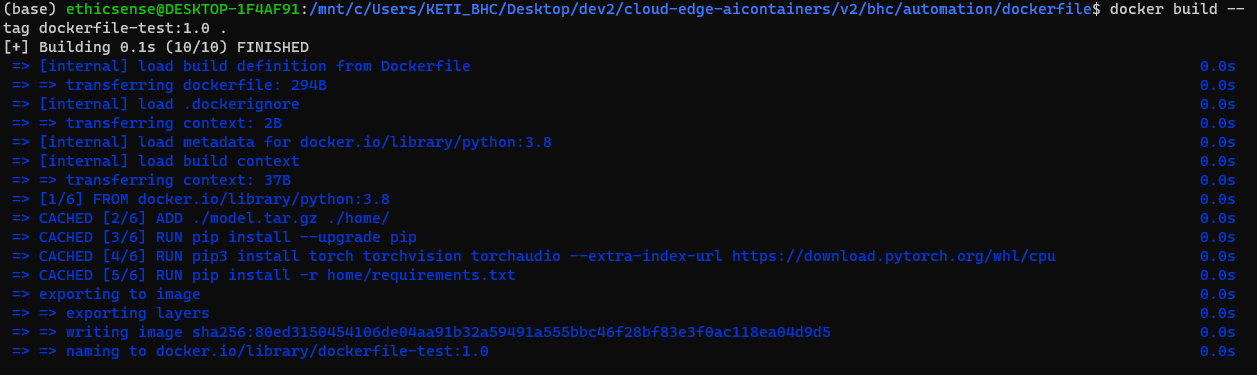 (base) ethicsense@DESKTOP-1F4AF91:/mnt/c/Users/KETI_BHC/Desktop/dev2/cloud-edge-aicontainers/v2/bhc/automation/dockerfile$ docker build --
tag dockerfile-test:1.0 .
[+] Building 0.1s (10/10) FINISHED
=> [internal] load build definition from Dockerfile 0.0s
=> => transferring dockerfile: 294B 0.0s
=> [internal] load .dockerignore 0.0s
=> => transferring context: 2B 0.0s
=> [internal] load metadata for docker.io/library/python:3.8 0.0s
=> [internal] load build context 0.0s
=> => transferring context: 37B 0.0s
=> [1/6] FROM docker.io/library/python:3.8 0.0s
=> CACHED [2/6] ADD ./model.tar.gz ./home/ 0.0s
=> CACHED [3/6] RUN pip install --upgrade pip 0.0s
=> CACHED [4/6] RUN pip3 install torch torchvision torchaudio --extra-index-url https://download.pytorch.org/whl/cpu 0.0s
=> CACHED [5/6] RUN pip install -r home/requirements.txt 0.0s
=> exporting to image 0.0s
=> => exporting layers 0.0s
=> => writing image sha256:80ed3150454106de04aa91b32a59491a555bbc46f28bf83e3f0ac118ea04d9d5 0.0s
=> => naming to docker.io/library/dockerfile-test:1.0 0.0s